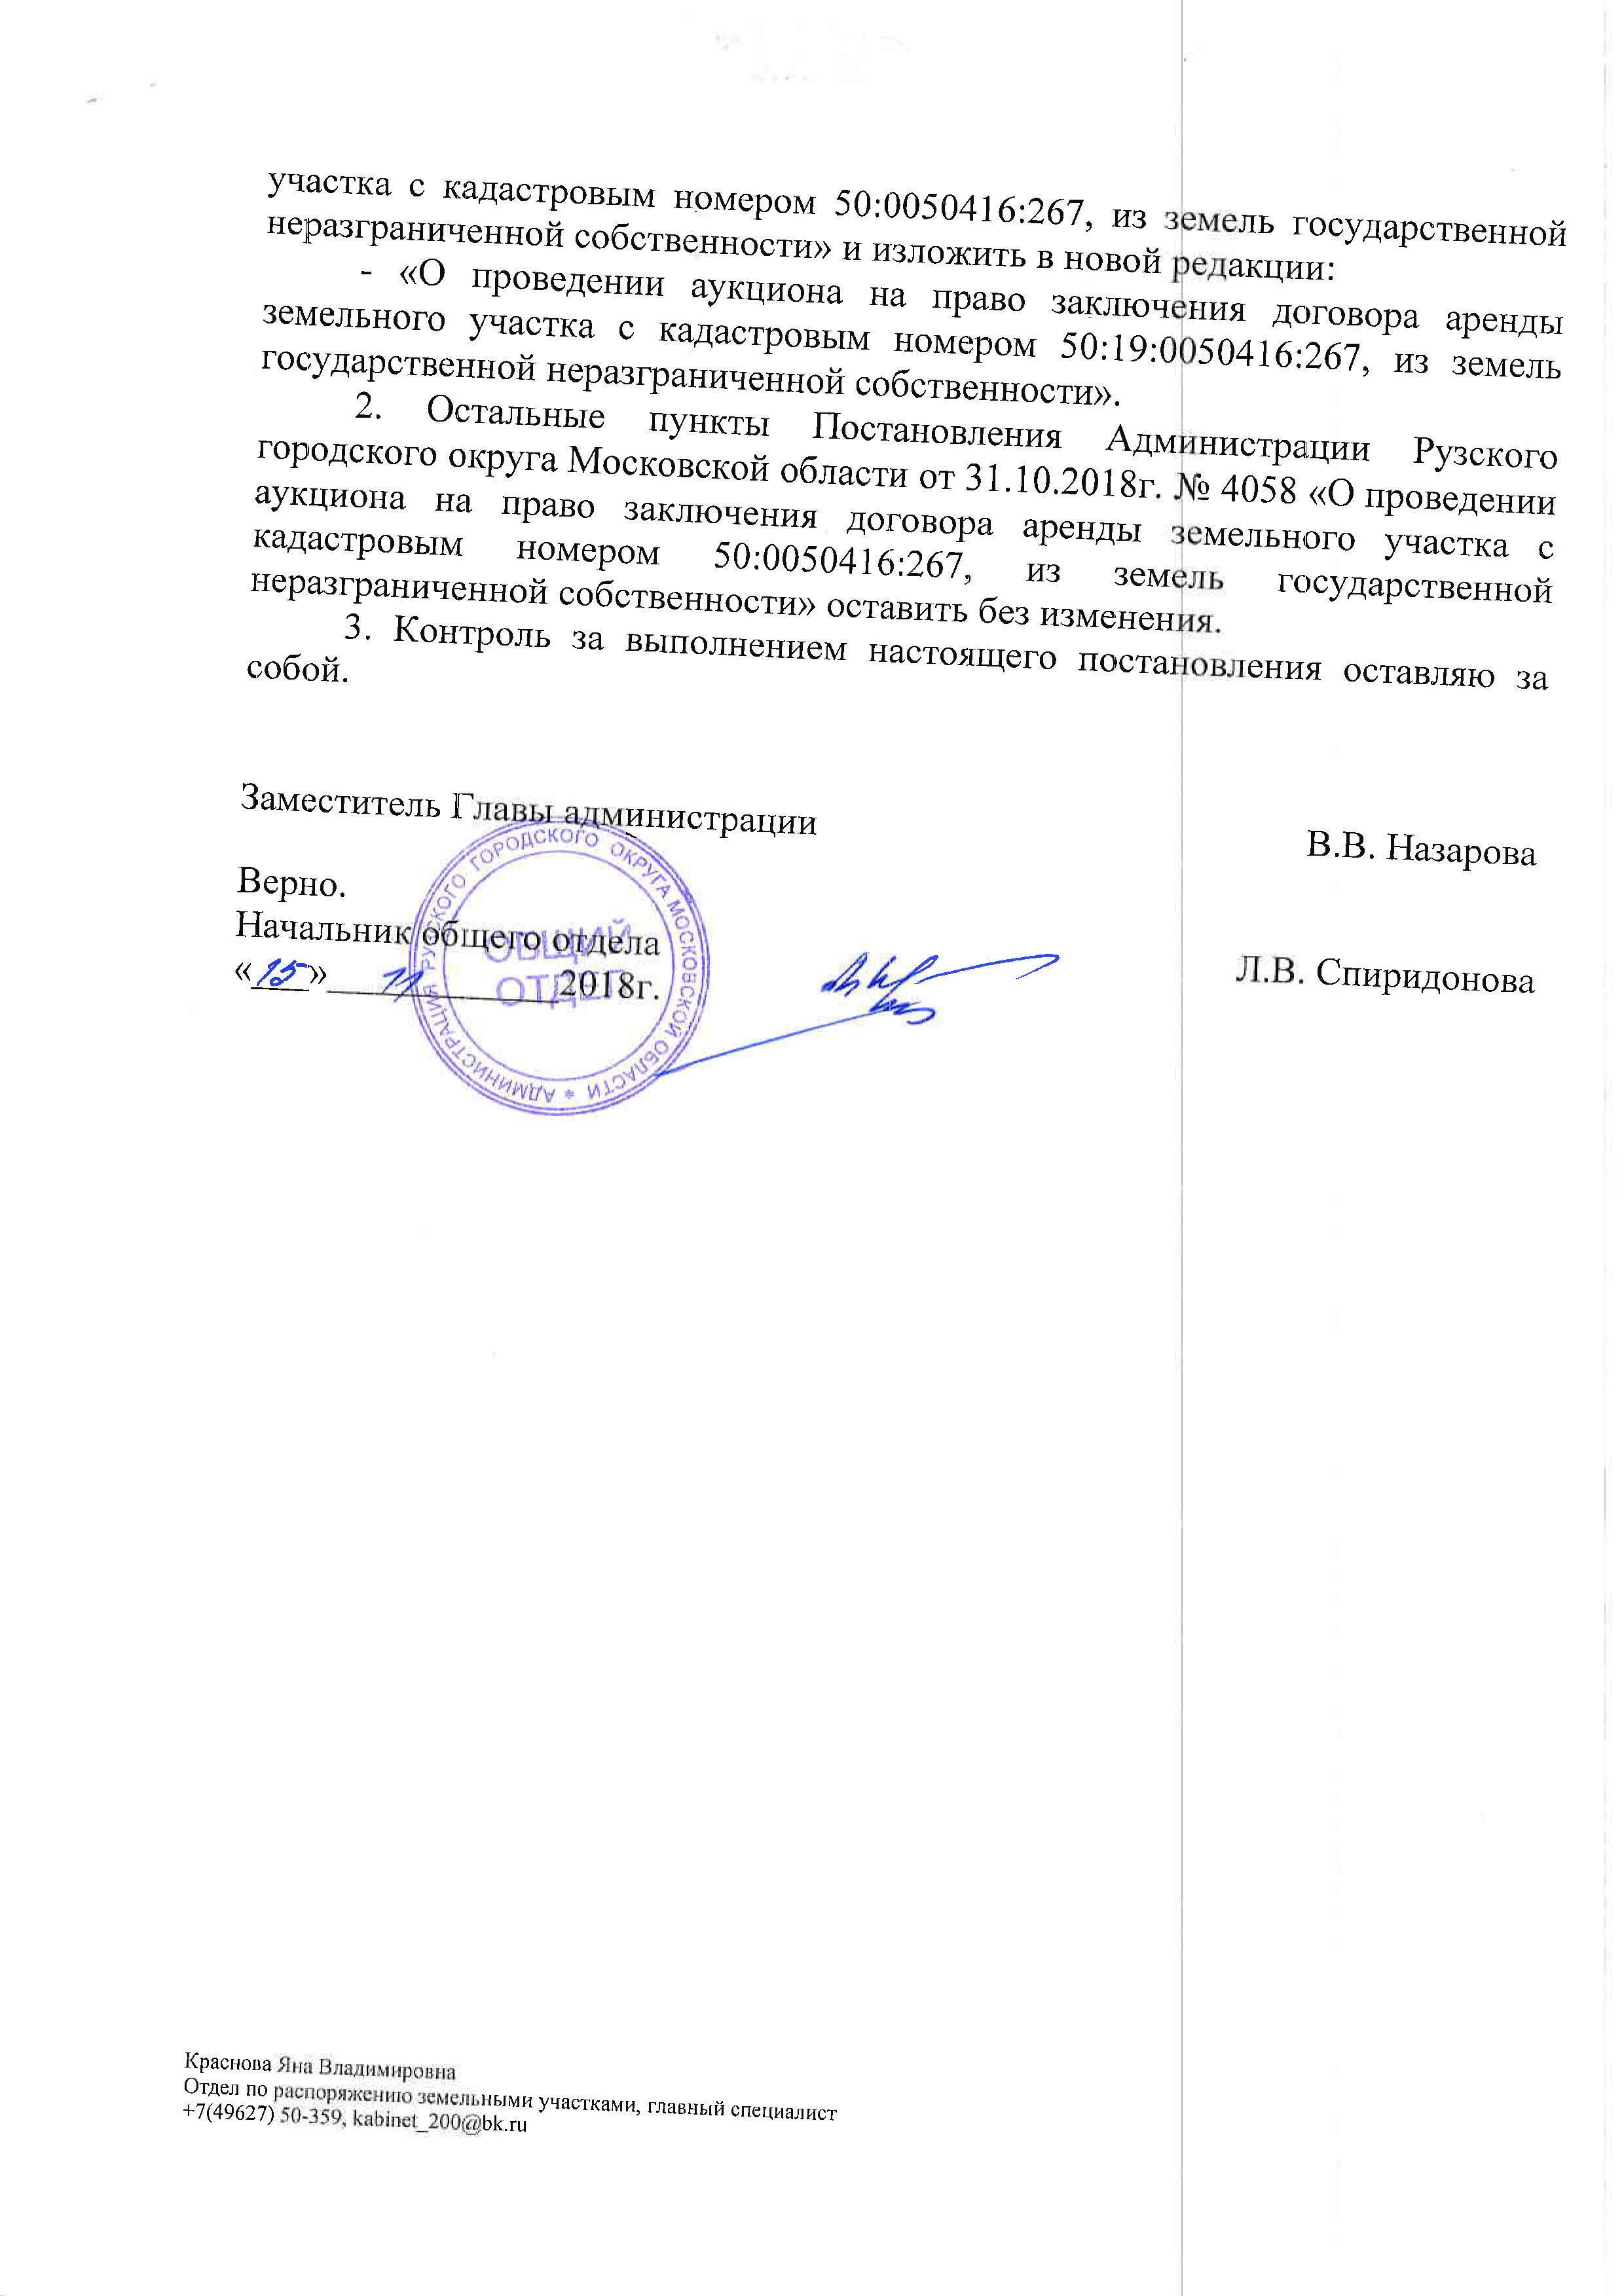 участка с кадастровым номером 50:0050416:267, из земель государственной
неразграниченной собственности» и изложить в новой редакции:
- «О проведении аукциона на право заключения договора аренды
земельного участка с кадастровым номером 50:19:0050416:267, из земель
государственной неразграниченной собственности».
2. Остальные пункты Постановления Администрации Рузского
городского округа Московской области от 31.10.2018г. № 4058 «О проведении
аукциона на право заключения договора аренды земельного участка с
кадастровым номером 50:0050416:267, из земель государственной
неразграниченной собственности» оставить без изменения.
3. Контроль за выполнением настоящего постановления оставляю за
собой.
Заместитель Главы администрации
В.В. Назарова
Верно.
Начальник общего отдела
Л.В. Спиридонова
«15» 11 2018г.
АДМИНИСТРАЦИЯ РУЗСКОГО ГОРОДСКОГО ОКРУГА МОСКОВСКОЙ ОБЛАСТИ *
ОБЩИЙ
ОТДЕЛ
Краснова Яна Владимировна
Отдел по распоряжению земельными участками, главный специалист
+7(49627) 50-359, kabinet_200@bk.ru